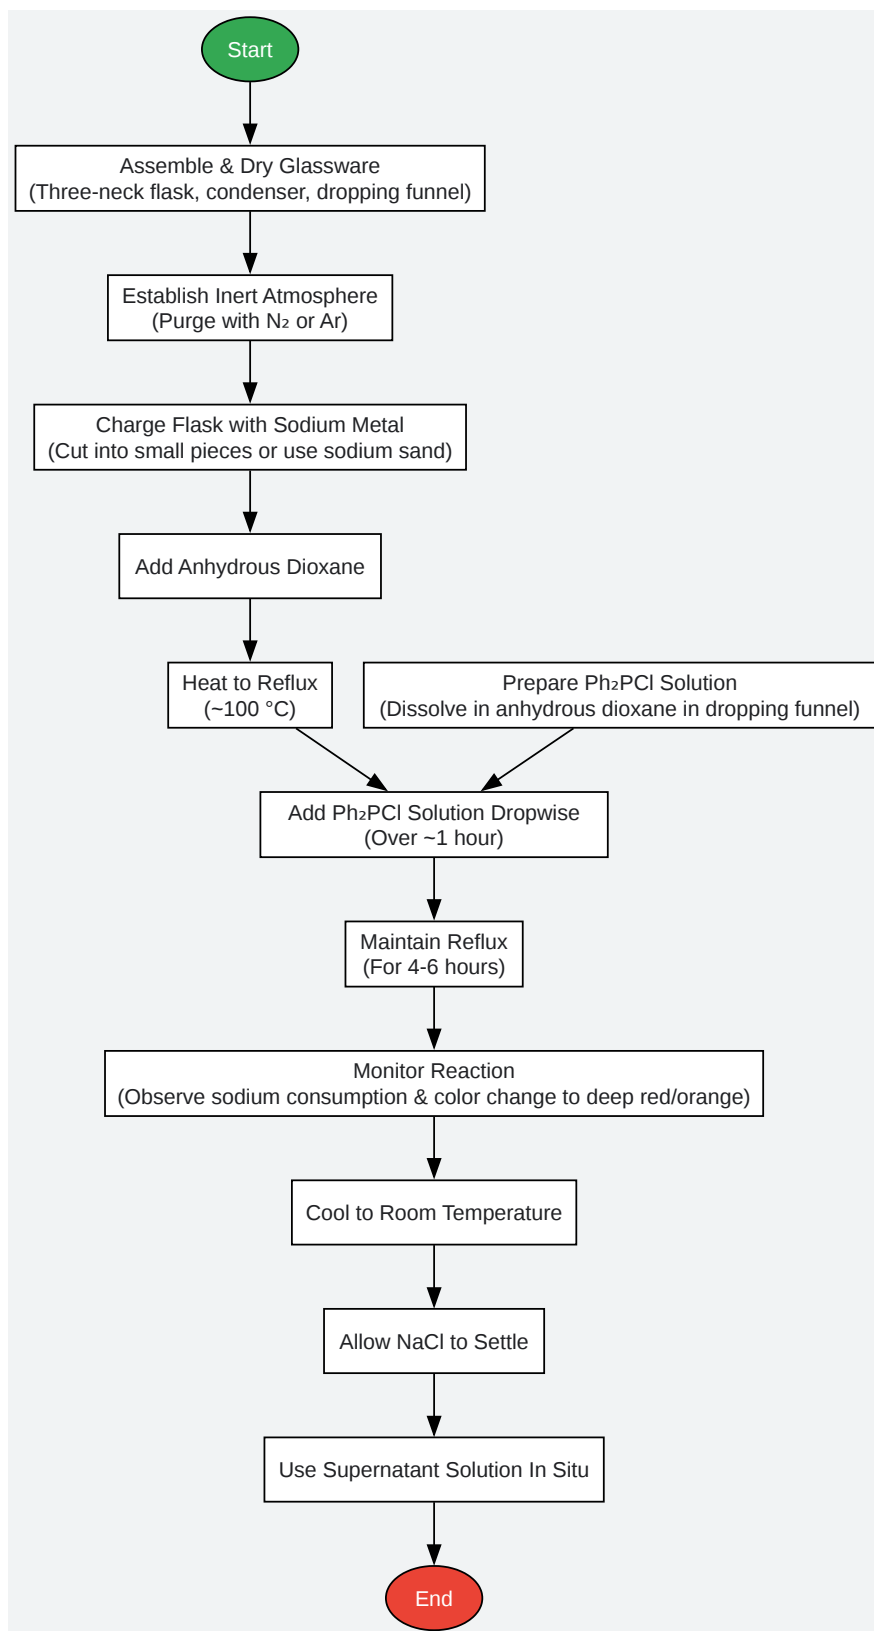 Start
Assemble & Dry Glassware
(Three-neck flask, condenser, dropping funnel)
Establish Inert Atmosphere
(Purge with N₂ or Ar)
Charge Flask with Sodium Metal
(Cut into small pieces or use sodium sand)
Add Anhydrous Dioxane
Heat to Reflux
(~100 °C)
Prepare Ph₂PCl Solution
(Dissolve in anhydrous dioxane in dropping funnel)
Add Ph₂PCl Solution Dropwise
(Over ~1 hour)
Maintain Reflux
(For 4-6 hours)
Monitor Reaction
(Observe sodium consumption & color change to deep red/orange)
Cool to Room Temperature
Allow NaCl to Settle
Use Supernatant Solution In Situ
End